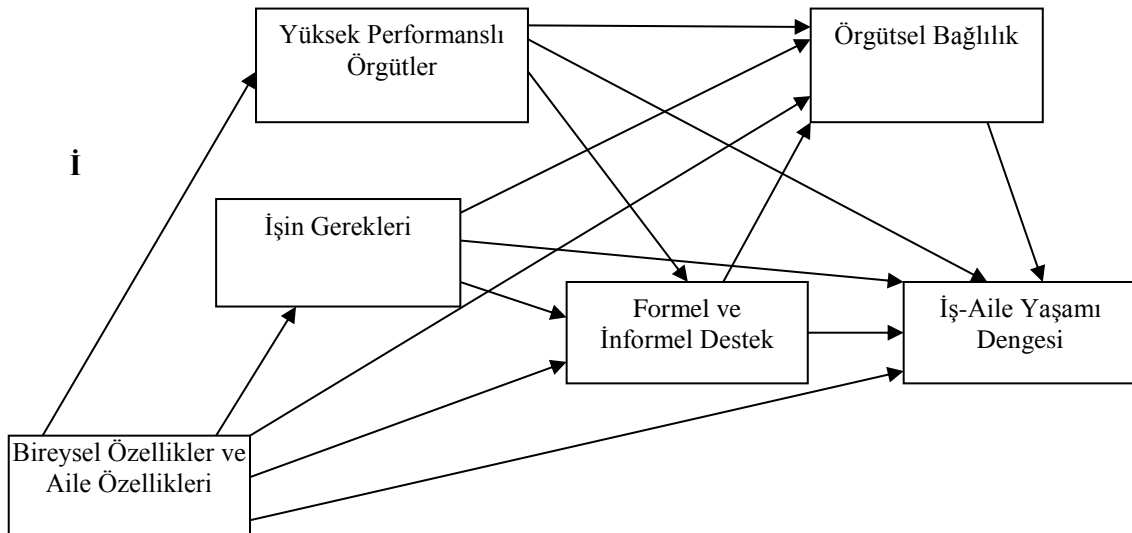 Yüksek Performanslı
Örgütler
Örgütsel Bağlılık
İ
İşin Gerekleri
Formel ve
İnformel Destek
İş-Aile Yaşamı
Dengesi
Bireysel Özellikler ve
Aile Özellikleri